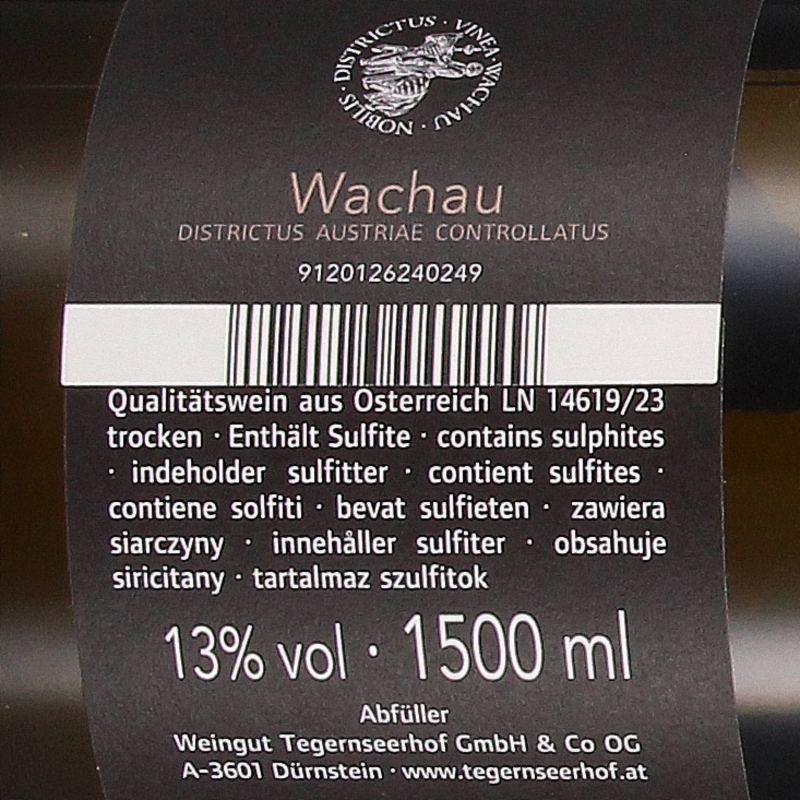 DISTRICTUS · VINEA · WACHAU · NOBILIS
Wachau
DISTRICTUS AUSTRIAE CONTROLLATUS
9120126240249
Qualitätswein aus Österreich LN 14619/23
trocken · Enthält Sulfite · contains sulphites
· indeholder sulfitter · contient sulfites ·
contiene solfiti · bevat sulfieten · zawiera
siarczyny · innehåller sulfiter · obsahuje
siricitany · tartalmaz szulfitok
13% vol · 1500 ml
Abfüller
Weingut Tegernseerhof GmbH & Co OG
A-3601 Dürnstein · www.tegernseerhof.at